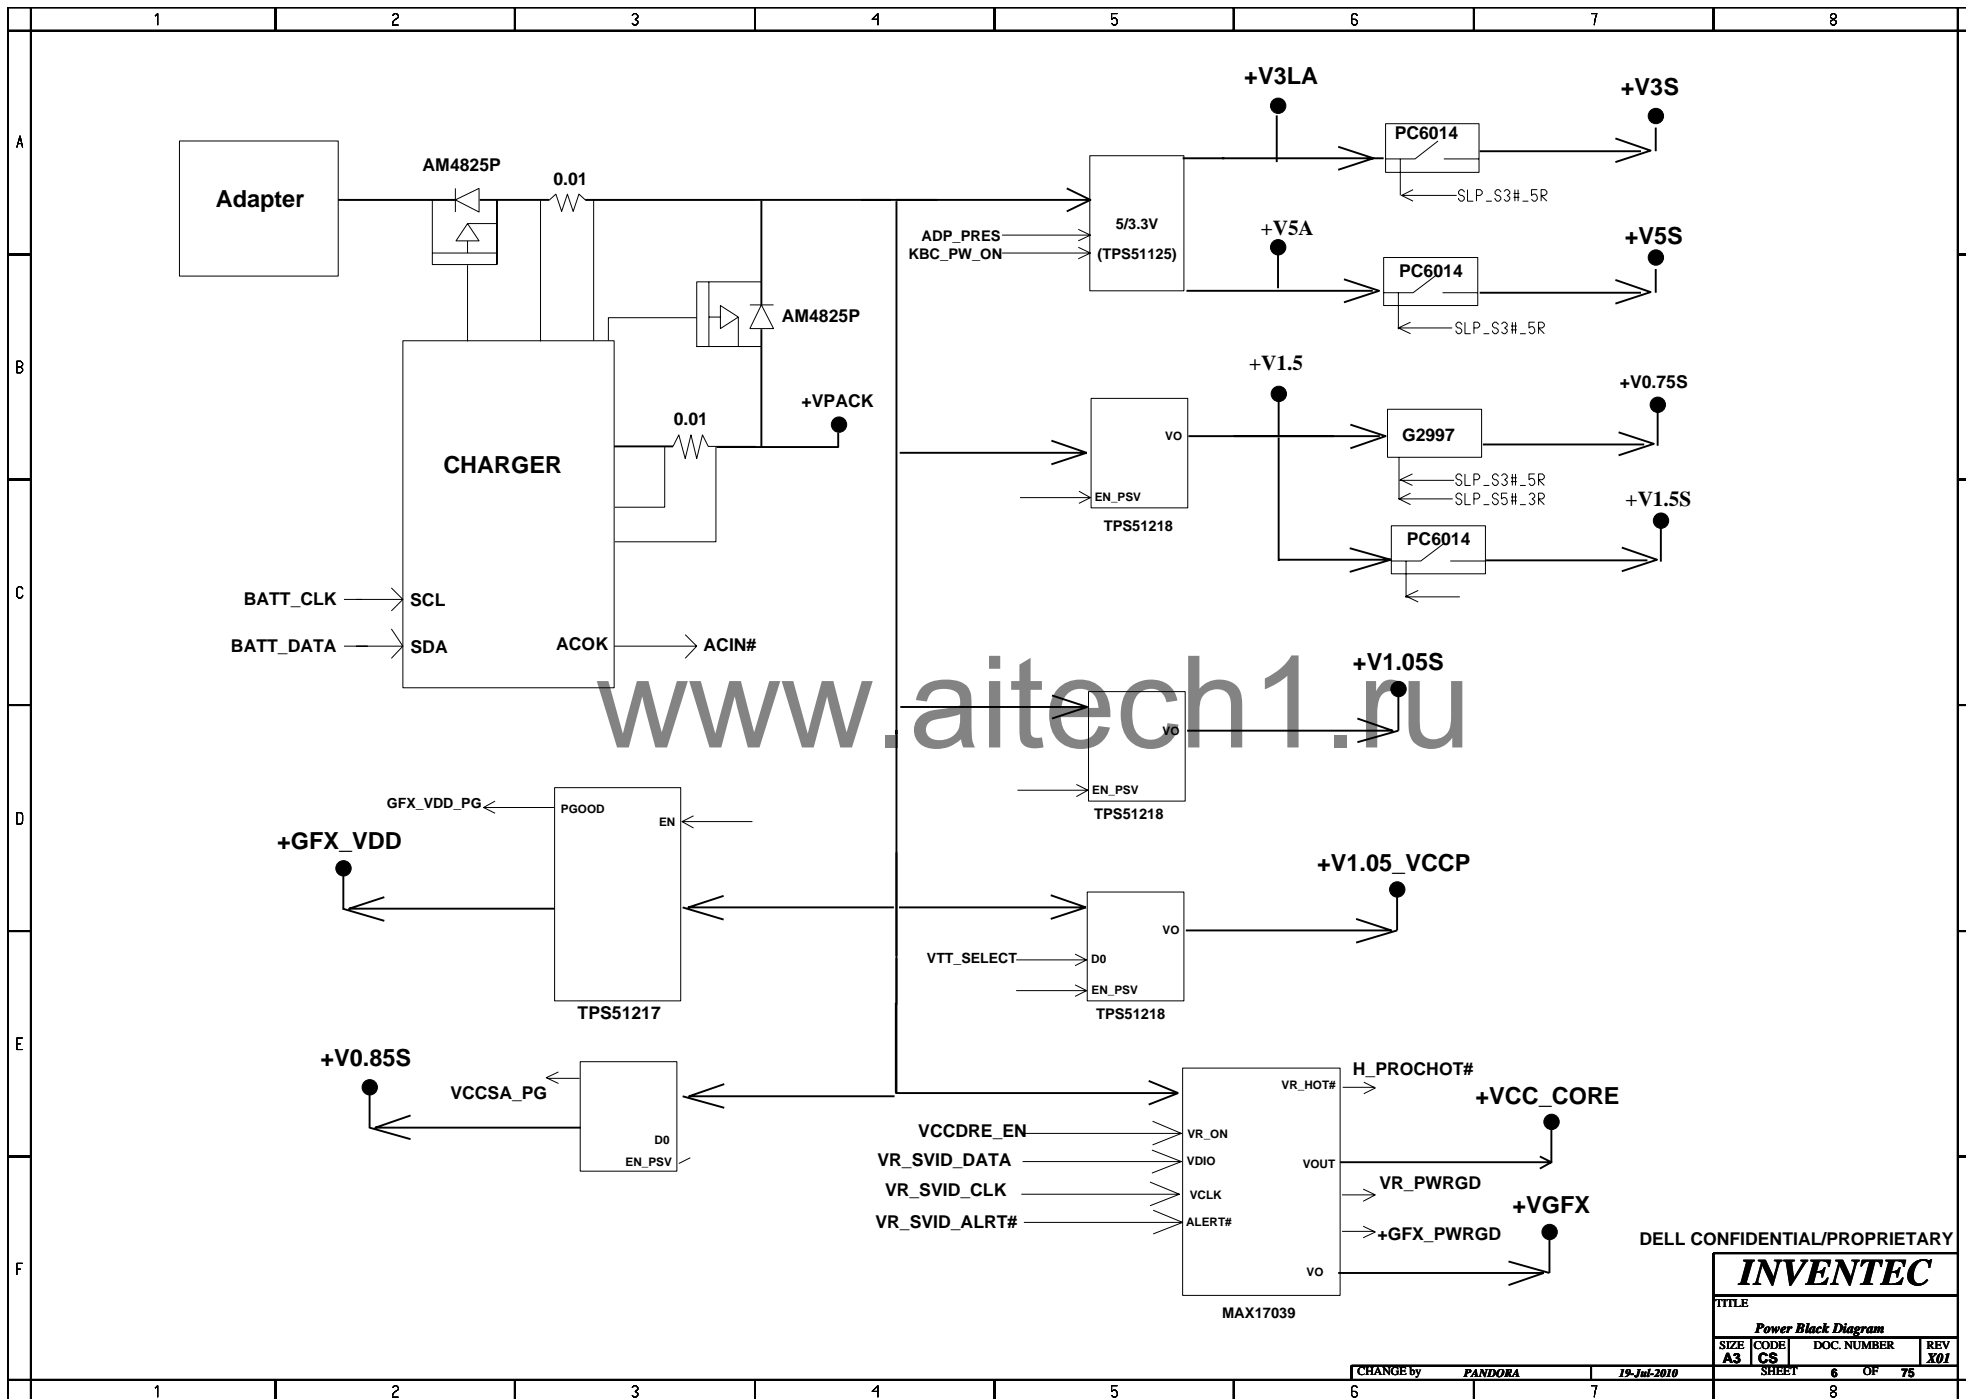 1 2 3 4 5 6 7 8
A
B
C
D
E
F
Adapter
AM4825P
0.01
AM4825P
0.01
+VPACK
CHARGER
BATT_CLK
SCL
BATT_DATA
SDA
ACOK
ACIN#
ADP_PRES
KBC_PW_ON
5/3.3V
(TPS51125)
+V3LA
PC6014
SLP_S3#_5R
+V3S
+V5A
PC6014
SLP_S3#_5R
+V5S
+V1.5
VO
EN_PSV
TPS51218
G2997
SLP_S3#_5R
SLP_S5#_3R
+V0.75S
PC6014
+V1.5S
www.aitech1.ru
+V1.05S
VO
EN_PSV
TPS51218
GFX_VDD_PG
PGOOD
EN
+GFX_VDD
TPS51217
+V1.05_VCCP
VO
VTT_SELECT
D0
EN_PSV
TPS51218
+V0.85S
VCCSA_PG
D0
EN_PSV
VR_HOT#
H_PROCHOT#
+VCC_CORE
VCCDRE_EN
VR_ON
VR_SVID_DATA
VDIO
VOUT
VR_SVID_CLK
VCLK
VR_PWRGD
VR_SVID_ALRT#
ALERT#
+VGFX
+GFX_PWRGD
VO
MAX17039
DELL CONFIDENTIAL/PROPRIETARY
INVENTEC
TITLE
Power Black Diagram
SIZE CODE DOC. NUMBER REV
A3 CS X01
CHANGE by PANDORA 19-Jul-2010 SHEET 6 OF 75
1 2 3 4 5 6 7 8